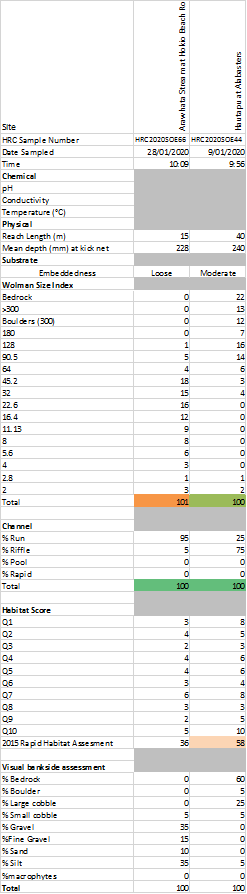 Arawhata Stream at Hokio Beach Ro
Hautapu at Alabasters
Site
HRC Sample Number HRC2020SOE66 HRC2020SOE44
Date Sampled 28/01/2020 9/01/2020
Time 10:09 9:56
Chemical
pH
Conductivity
Temperature (°C)
Physical
Reach Length (m) 15 40
Mean depth (mm) at kick net 228 240
Substrate
Embeddedness Loose Moderate
Wolman Size Index
Bedrock 0 22
>300 0 13
Boulders (300) 0 12
180 0 7
128 1 16
90.5 5 14
64 4 6
45.2 18 3
32 15 4
22.6 16 0
16.4 12 0
11.13 9 0
8 8 0
5.6 6 0
4 3 0
2.8 1 1
2 3 2
Total 101 100
Channel
% Run 95 25
% Riffle 5 75
% Pool 0 0
% Rapid 0 0
Total 100 100
Habitat Score
Q1 3 8
Q2 4 5
Q3 2 3
Q4 4 6
Q5 4 6
Q6 3 4
Q7 6 8
Q8 3 3
Q9 2 5
Q10 5 10
2015 Rapid Habitat Assesment 36 58
Visual bankside assessment
% Bedrock 0 60
% Boulder 0 5
% Large cobble 0 25
% Small cobble 5 5
% Gravel 35 0
%Fine Gravel 15 0
% Sand 10 0
% Silt 35 5
%macrophytes 0 0
Total 100 100